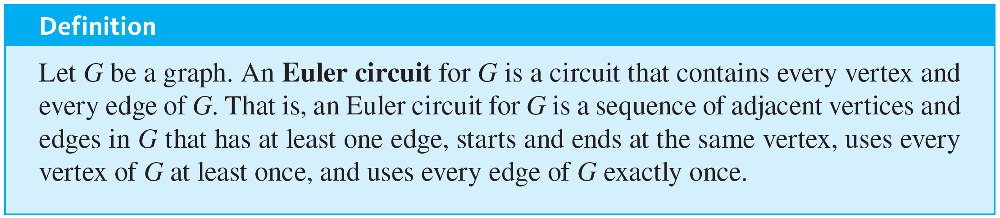 Definition
Let G be a graph. An Euler circuit for G is a circuit that contains every vertex and
every edge of G. That is, an Euler circuit for G is a sequence of adjacent vertices and
edges in G that has at least one edge, starts and ends at the same vertex, uses every
vertex of G at least once, and uses every edge of G exactly once.